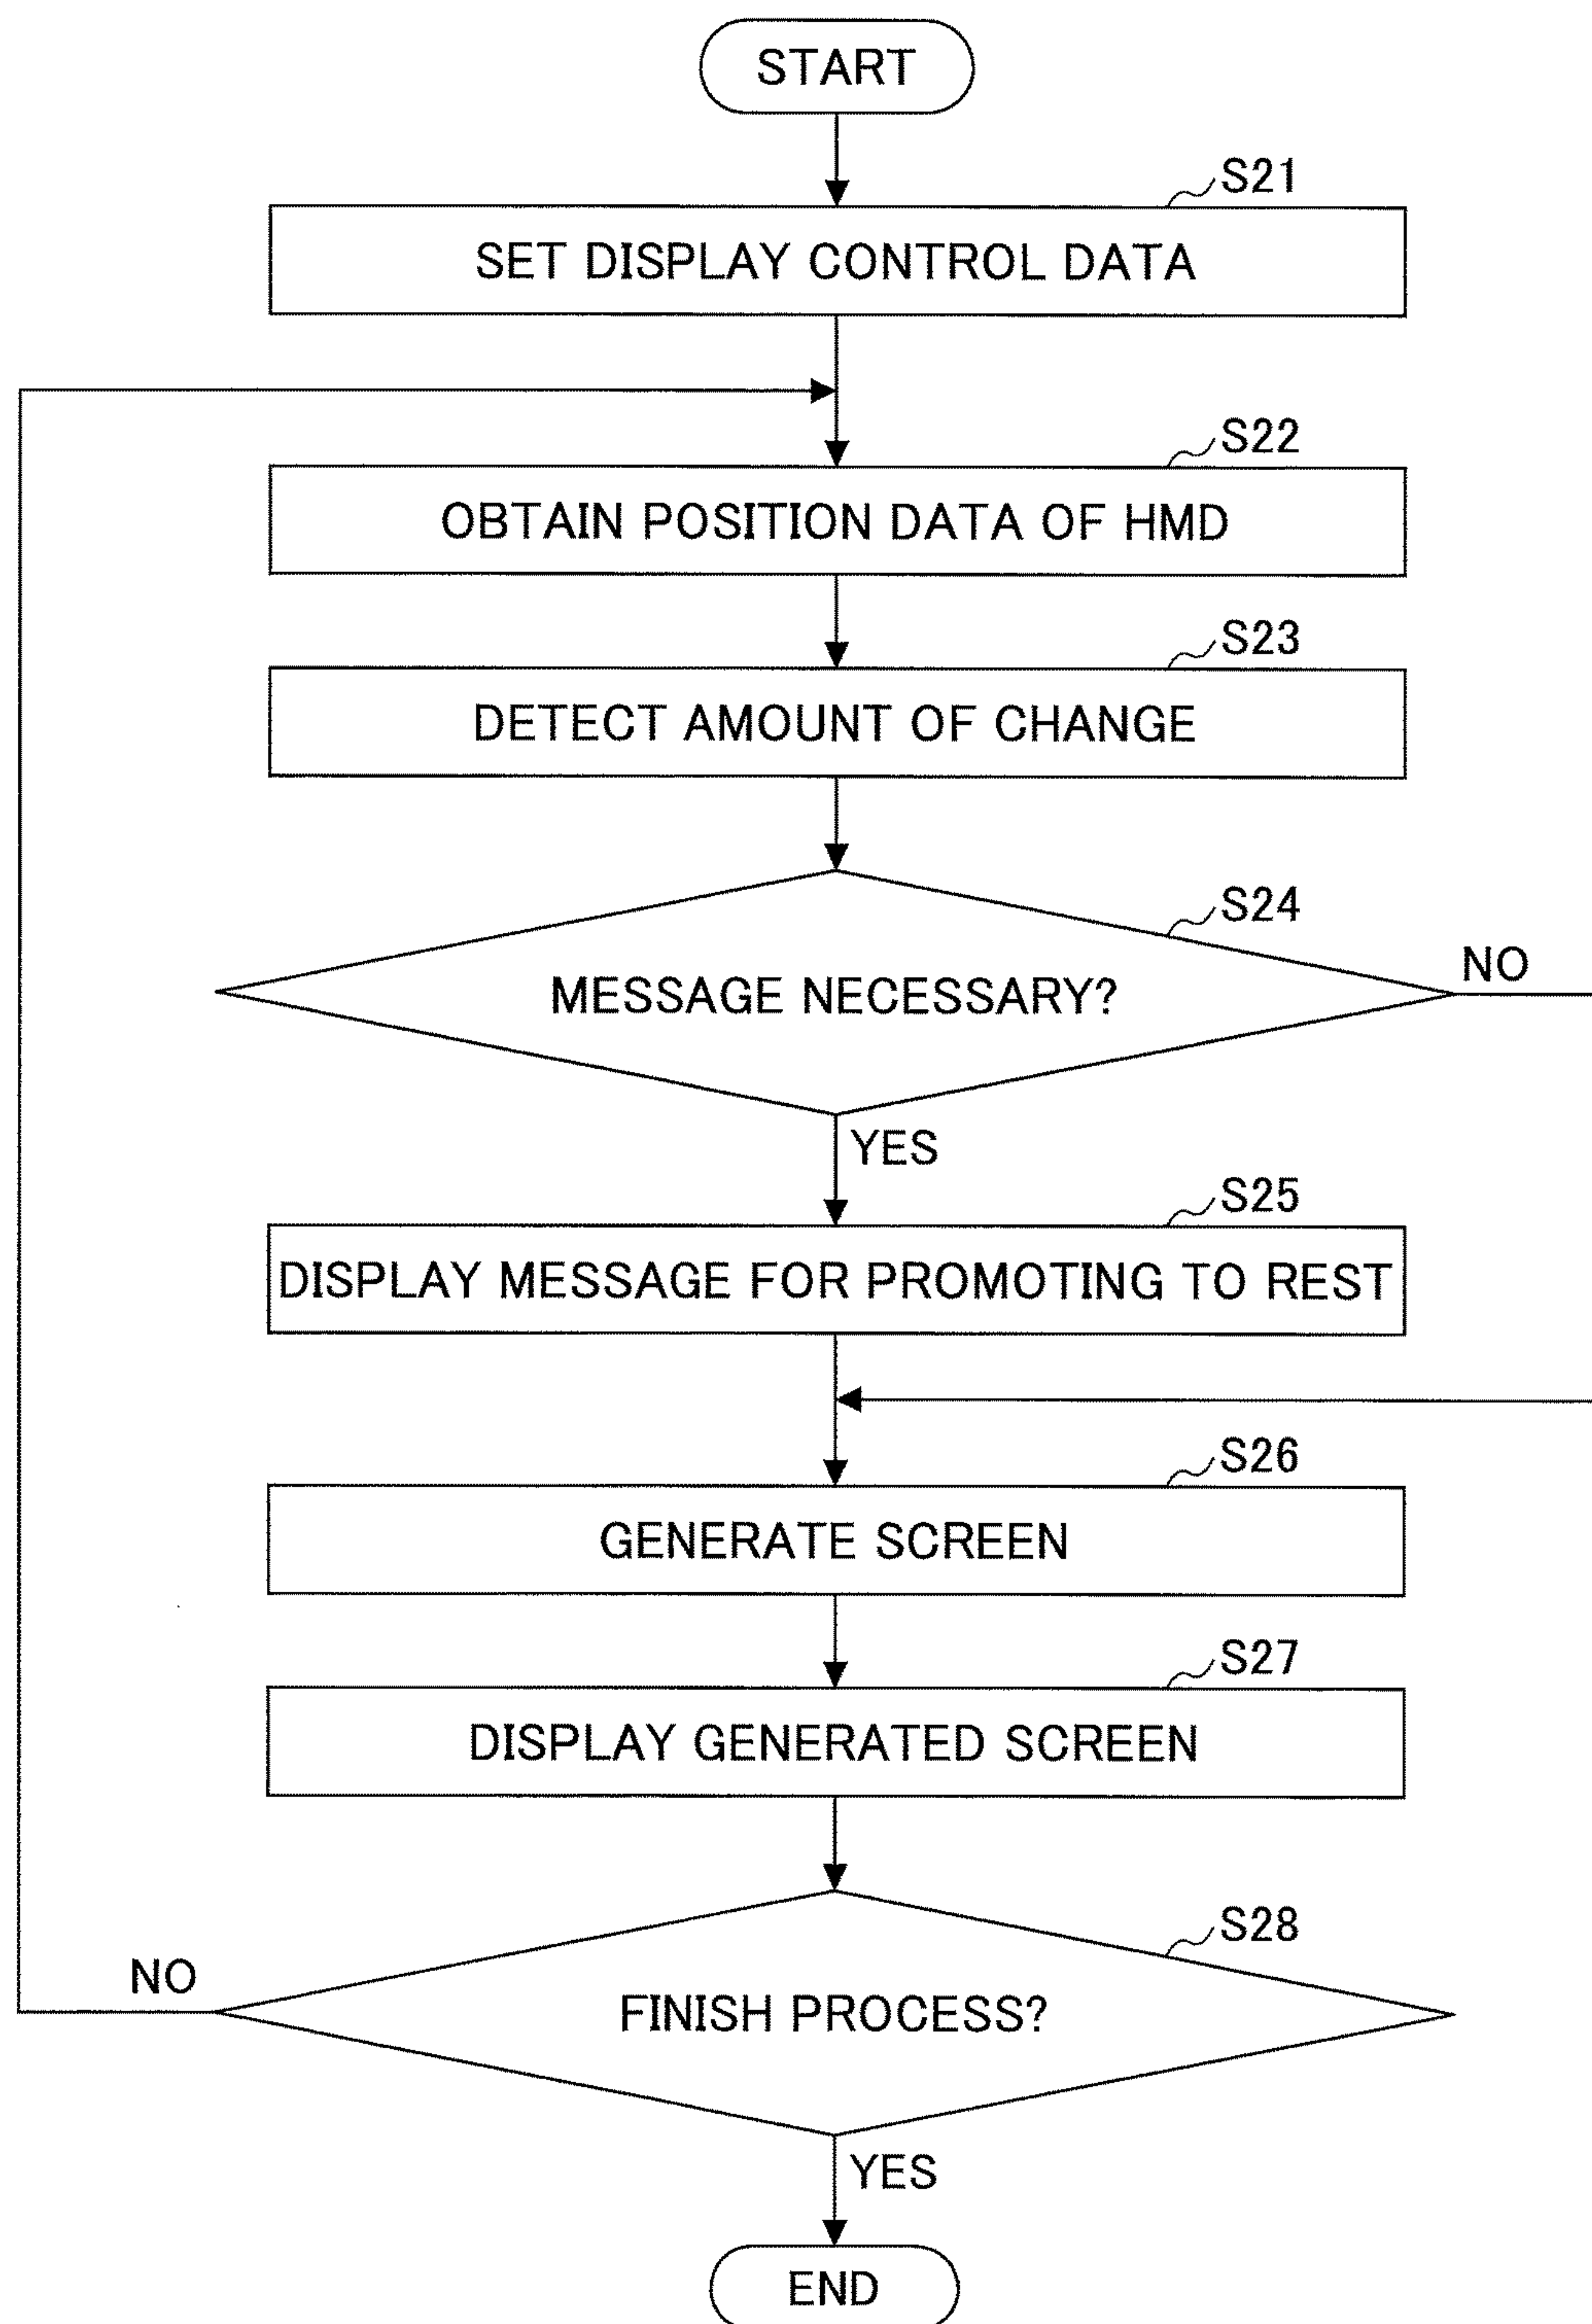 START
S21
SET DISPLAY CONTROL DATA
S22
OBTAIN POSITION DATA OF HMD
S23
DETECT AMOUNT OF CHANGE
S24
MESSAGE NECESSARY?
NO
YES
S25
DISPLAY MESSAGE FOR PROMOTING TO REST
S26
GENERATE SCREEN
S27
DISPLAY GENERATED SCREEN
S28
NO
FINISH PROCESS?
YES
END